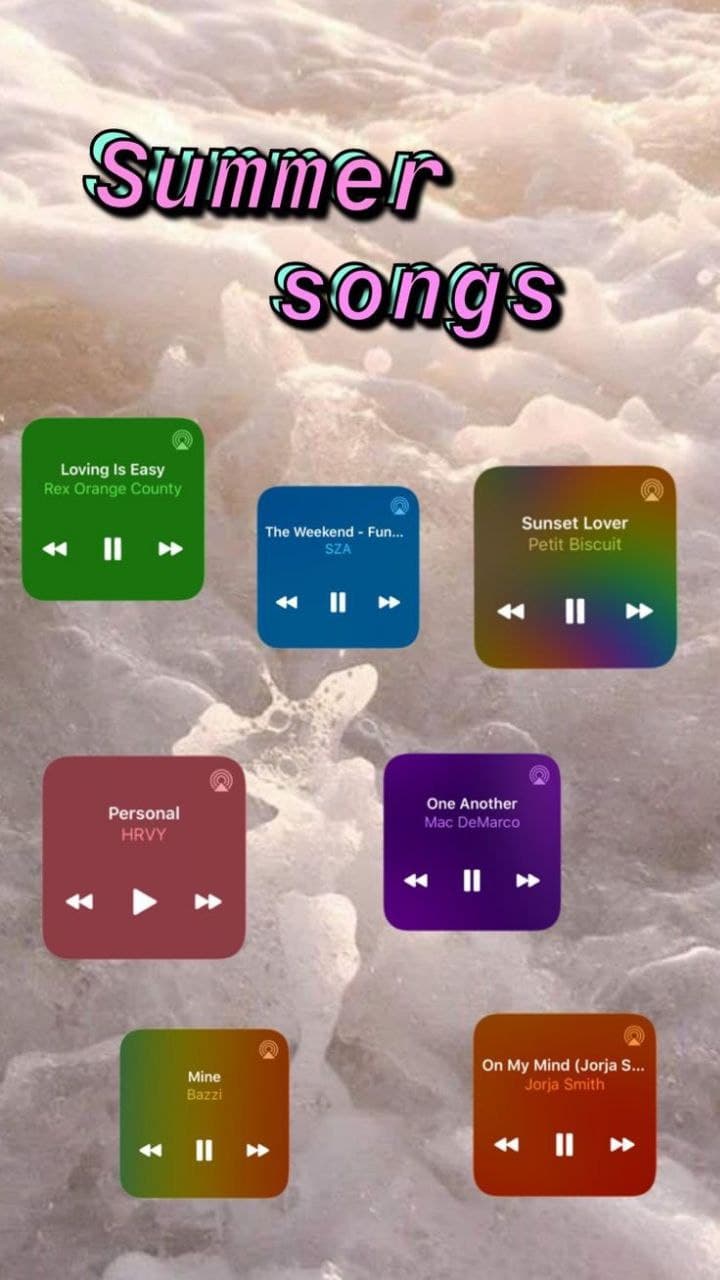 Summer
songs
Loving Is Easy
Rex Orange County
The Weekend - Fun...
SZA
Sunset Lover
Petit Biscuit
Personal
HRVY
One Another
Mac DeMarco
Mine
Bazzi
On My Mind (Jorja S...
Jorja Smith